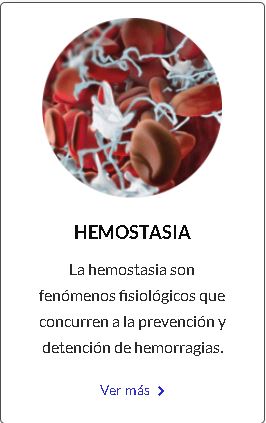 HEMOSTASIA
La hemostasia son
fenómenos fisiológicos que
concurren a la prevención y
detención de hemorragias.
Ver más